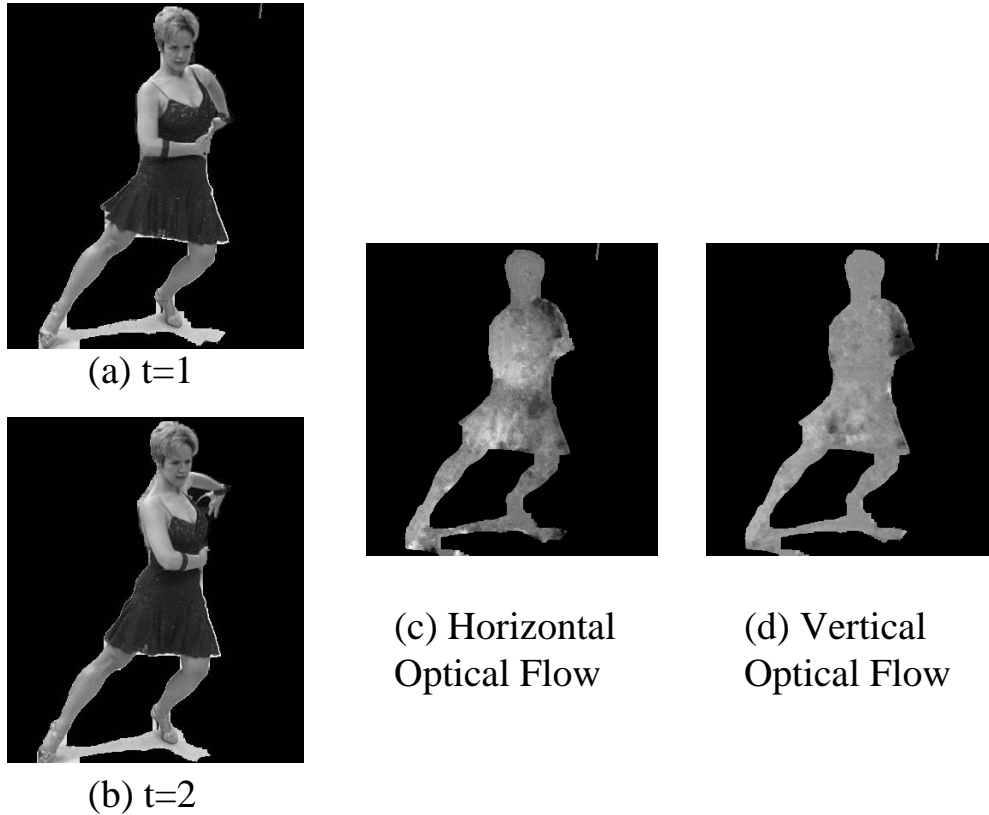 (a) t=1
(b) t=2
(c) Horizontal
Optical Flow
(d) Vertical
Optical Flow